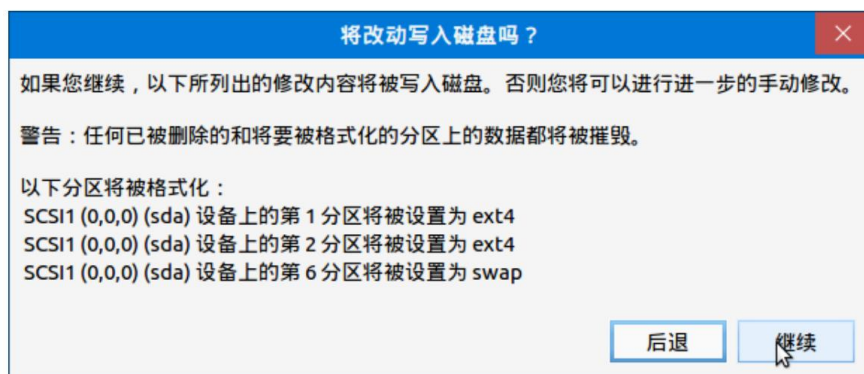 将改动写入磁盘吗？
如果您继续，以下所列出的修改内容将被写入磁盘。否则您将可以进行进一步的手动修改。
警告：任何已被删除的和将要被格式化的分区上的数据都将被摧毁。
以下分区将被格式化：
SCSI1 (0,0,0) (sda) 设备上的第 1 分区将被设置为 ext4
SCSI1 (0,0,0) (sda) 设备上的第 2 分区将被设置为 ext4
SCSI1 (0,0,0) (sda) 设备上的第 6 分区将被设置为 swap
后退 继续